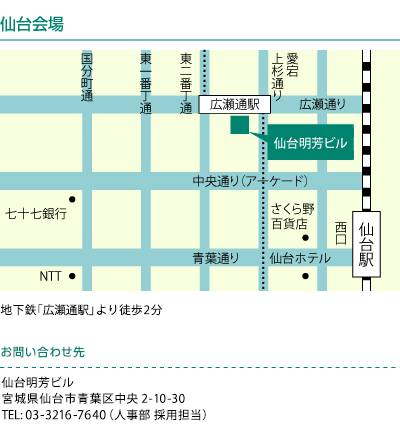 仙台会場
国分町通
東一番丁通
東二番丁通
愛宕
上杉通り
広瀬通駅
広瀬通り
仙台明芳ビル
中央通り(アーケード)
七十七銀行
さくら野
百貨店
西口
仙台駅
青葉通り
仙台ホテル
NTT
地下鉄「広瀬通駅」より徒歩2分
お問い合わせ先
仙台明芳ビル
宮城県仙台市青葉区中央 2-10-30
TEL: 03-3216-7640（人事部 採用担当）